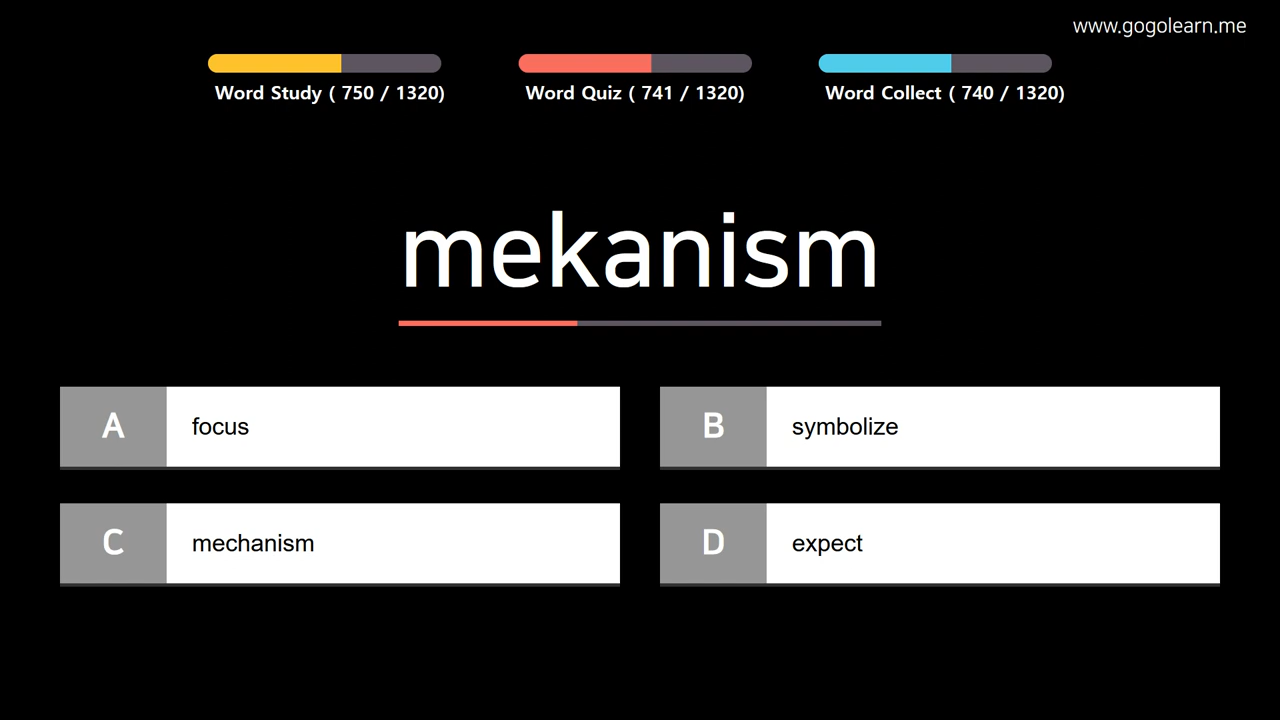 www.gogolearn.me
Word Study ( 750 / 1320)
Word Quiz ( 741 / 1320)
Word Collect ( 740 / 1320)
mekanism
A focus
B symbolize
C mechanism
D expect